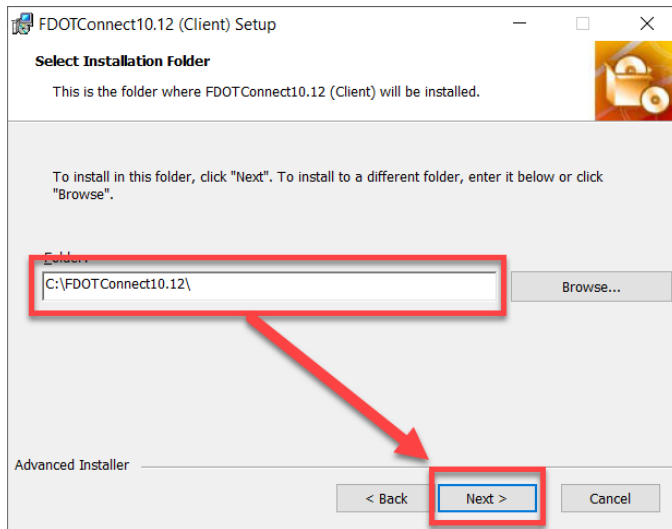 FDOTConnect10.12 (Client) Setup
Select Installation Folder
This is the folder where FDOTConnect10.12 (Client) will be installed.
To install in this folder, click "Next". To install to a different folder, enter it below or click
"Browse".
Folder:
C:\FDOTConnect10.12\
Browse...
Advanced Installer
< Back
Next >
Cancel